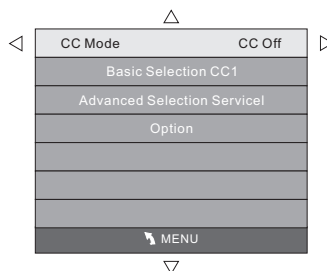 CC Mode CC Off
Basic Selection CC1
Advanced Selection Servicel
Option
MENU